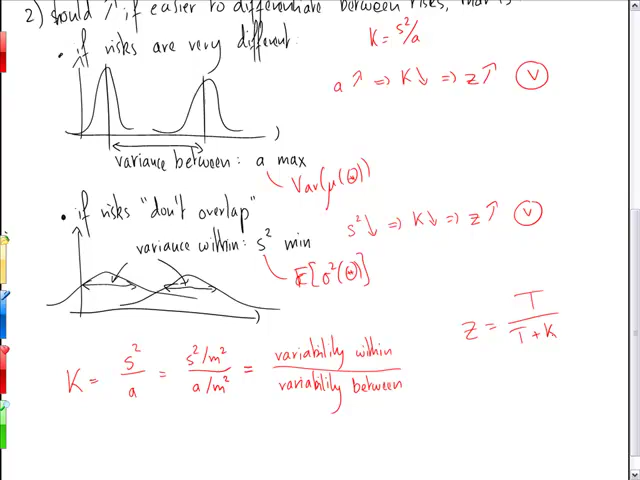 2) should ↗ if easier to differentiate between risks, that is
• if risks are very different:
K = s²/a
a ↗ ⇒ K↓ ⇒ z↗ (V)
variance between: a max
Var(μ(Θ))
• if risks "don't overlap"
s²↓ ⇒ K↓ ⇒ z↗ (V)
variance within: s² min
E[σ²(Θ)]
z = T / (T + K)
K = s²/a = (s²/m²)/(a/m²) = variability within / variability between